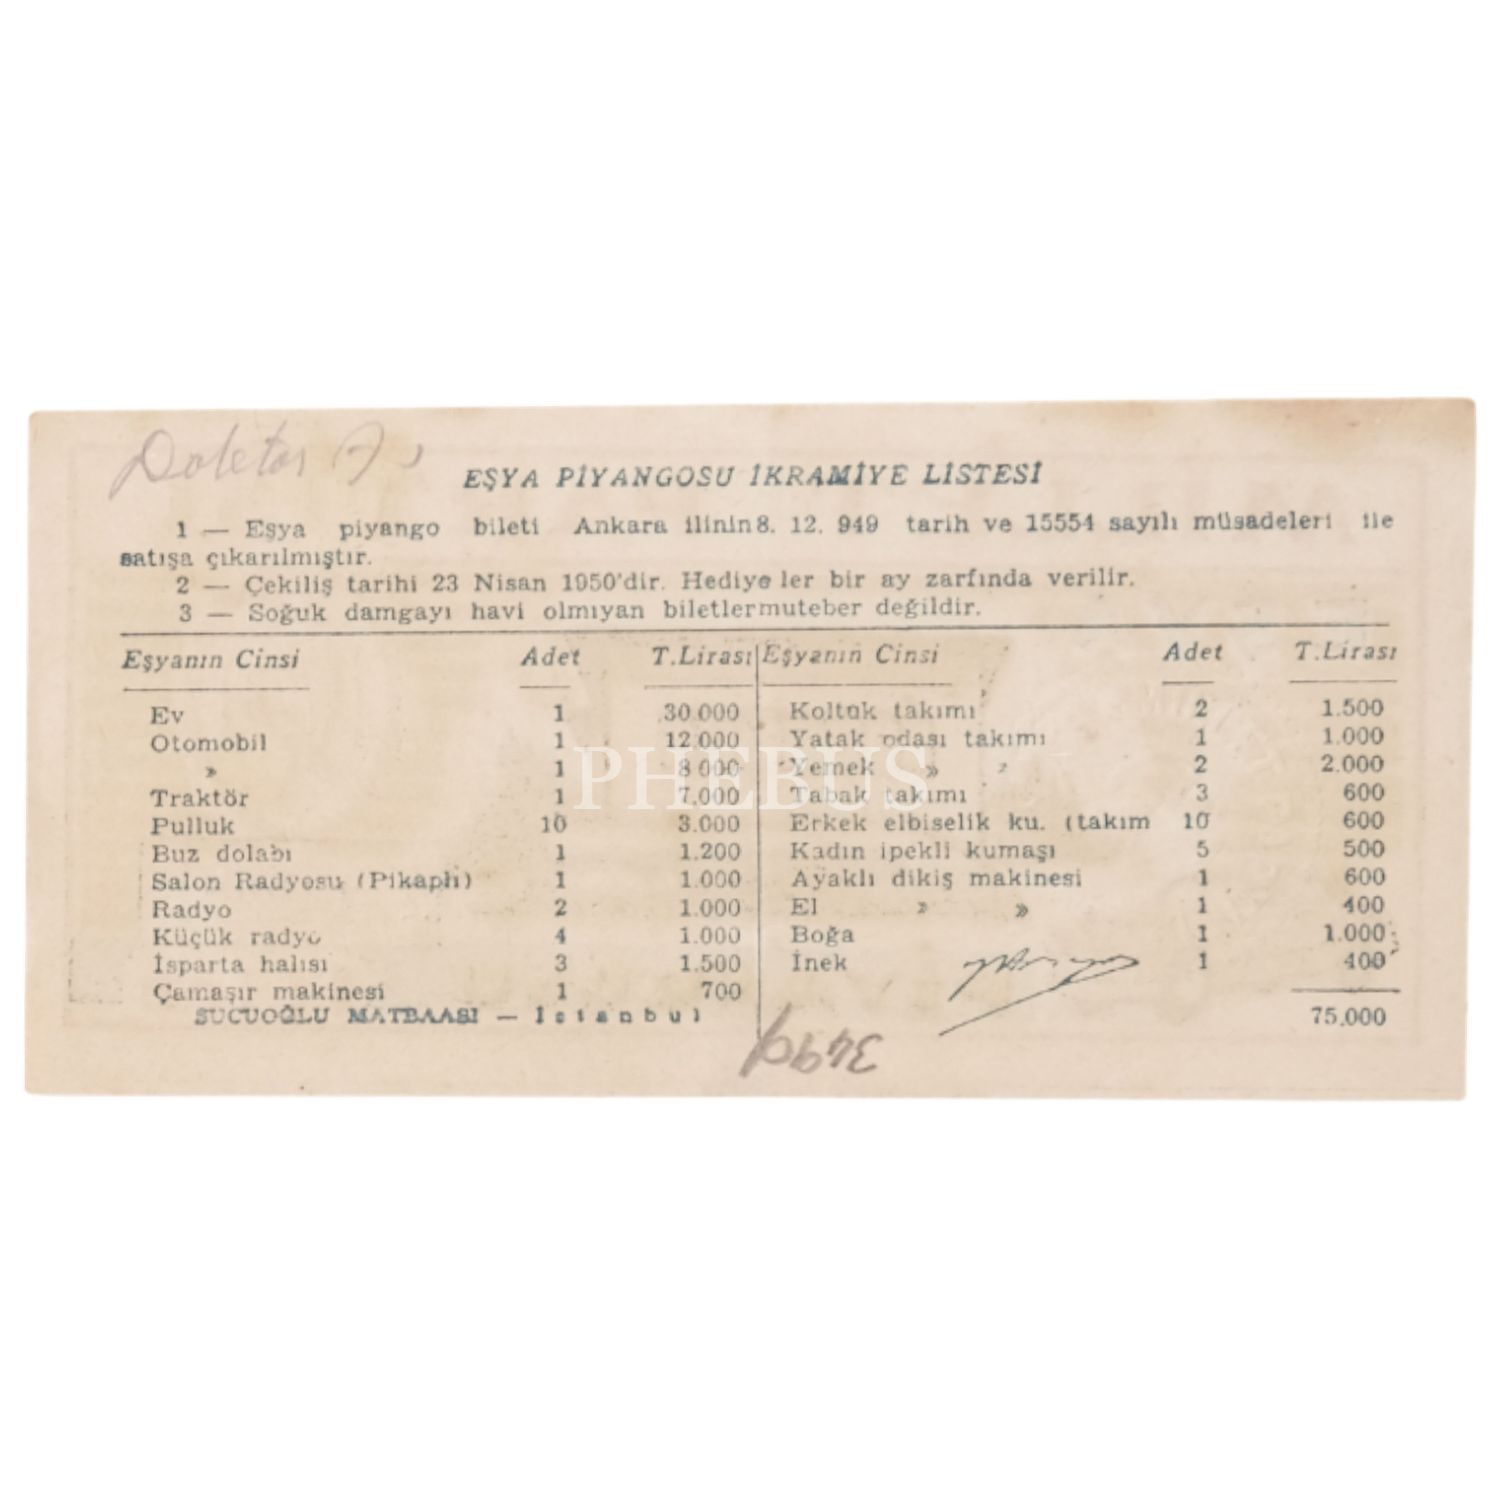 Doktor
EŞYA PİYANGOSU İKRAMİYE LİSTESİ
1 — Eşya piyango bileti Ankara ilinin 8. 12. 949 tarih ve 15554 sayılı müsadeleri ile
satışa çıkarılmıştır.
2 — Çekiliş tarihi 23 Nisan 1950'dir. Hediyeler bir ay zarfında verilir.
3 — Soğuk damgayı havi olmıyan biletler muteber değildir.
Eşyanın Cinsi Adet T.Lirası
Ev 1 30.000
Otomobil 1 12.000
» 1 8 000
Traktör 1 7.000
Pulluk 10 3.000
Buz dolabı 1 1.200
Salon Radyosu (Pikaplı) 1 1.000
Radyo 2 1.000
Küçük radyo 4 1.000
İsparta halısı 3 1.500
Çamaşır makinesi 1 700
SUCUOĞLU MATBAASI — İstanbul
Eşyanın Cinsi Adet T.Lirası
Koltuk takımı 2 1.500
Yatak odası takımı 1 1.000
Yemek » » 2 2.000
Tabak takımı 3 600
Erkek elbiselik ku. (takım 10 600
Kadın ipekli kumaşı 5 500
Ayaklı dikiş makinesi 1 600
El » » 1 400
Boğa 1 1.000
İnek 1 400
75.000
PHEBUS